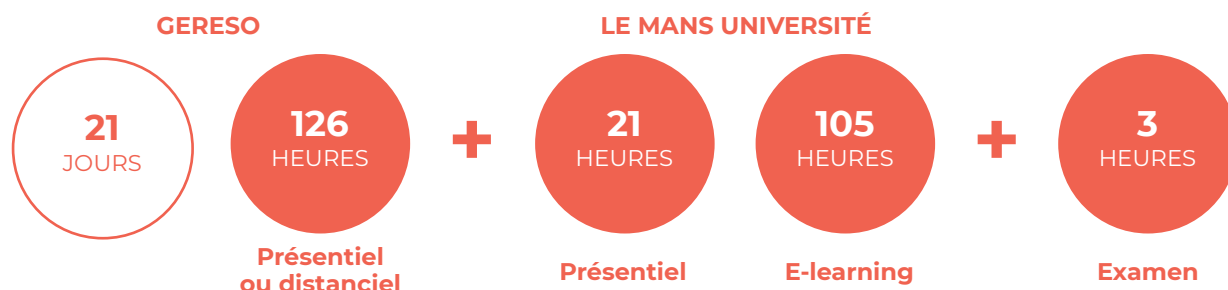 GERESO
LE MANS UNIVERSITÉ
21
JOURS
126
HEURES
+
21
HEURES
105
HEURES
+
3
HEURES
Présentiel
ou distanciel
Présentiel
E-learning
Examen